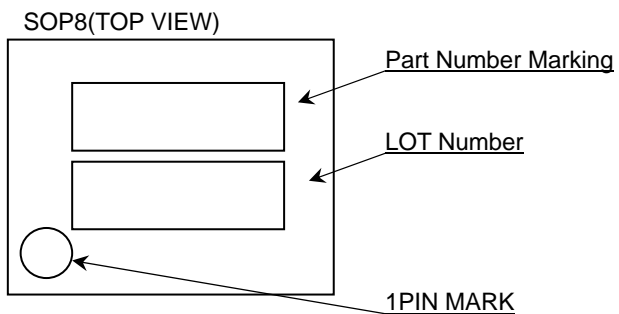 SOP8(TOP VIEW)
Part Number Marking
LOT Number
1PIN MARK